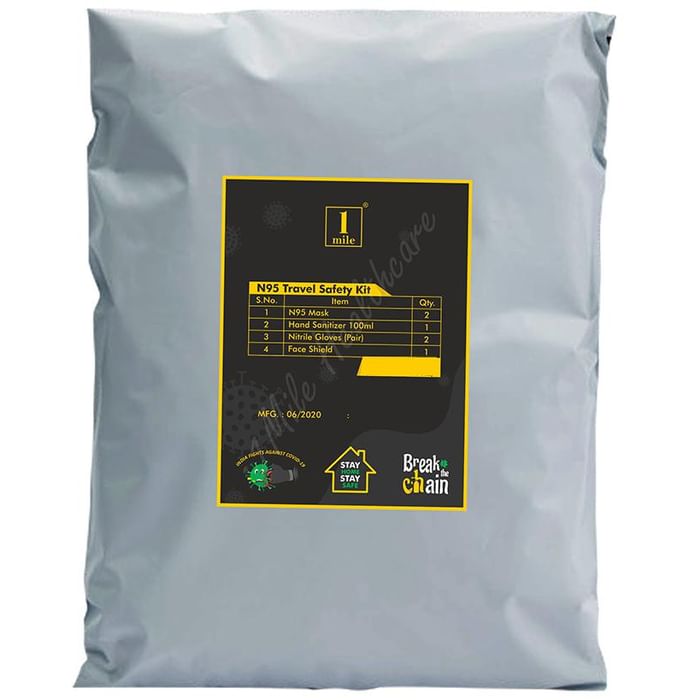 1
®
mile
N95 Travel Safety Kit
S.No. Item Qty.
1 N95 Mask 2
2 Hand Sanitizer 100ml 1
3 Nitrile Gloves (Pair) 2
4 Face Shield 1
1Mile Healthcare
MFG. : 06/2020 :
INDIA FIGHTS AGAINST COVID-19
STAY
HOME
STAY
SAFE
Break
the
chain